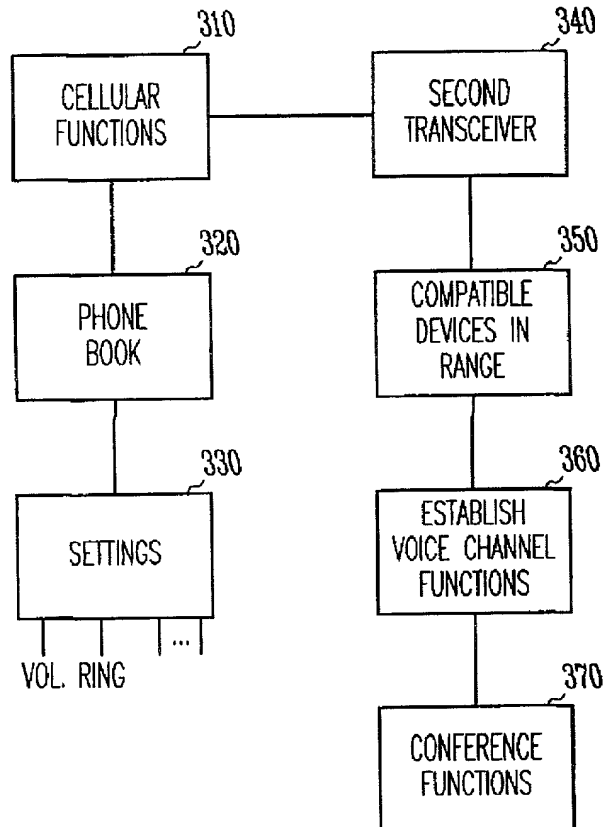 310
CELLULAR
FUNCTIONS
340
SECOND
TRANSCEIVER
320
PHONE
BOOK
350
COMPATIBLE
DEVICES IN
RANGE
330
SETTINGS
...
VOL. RING
360
ESTABLISH
VOICE CHANNEL
FUNCTIONS
370
CONFERENCE
FUNCTIONS